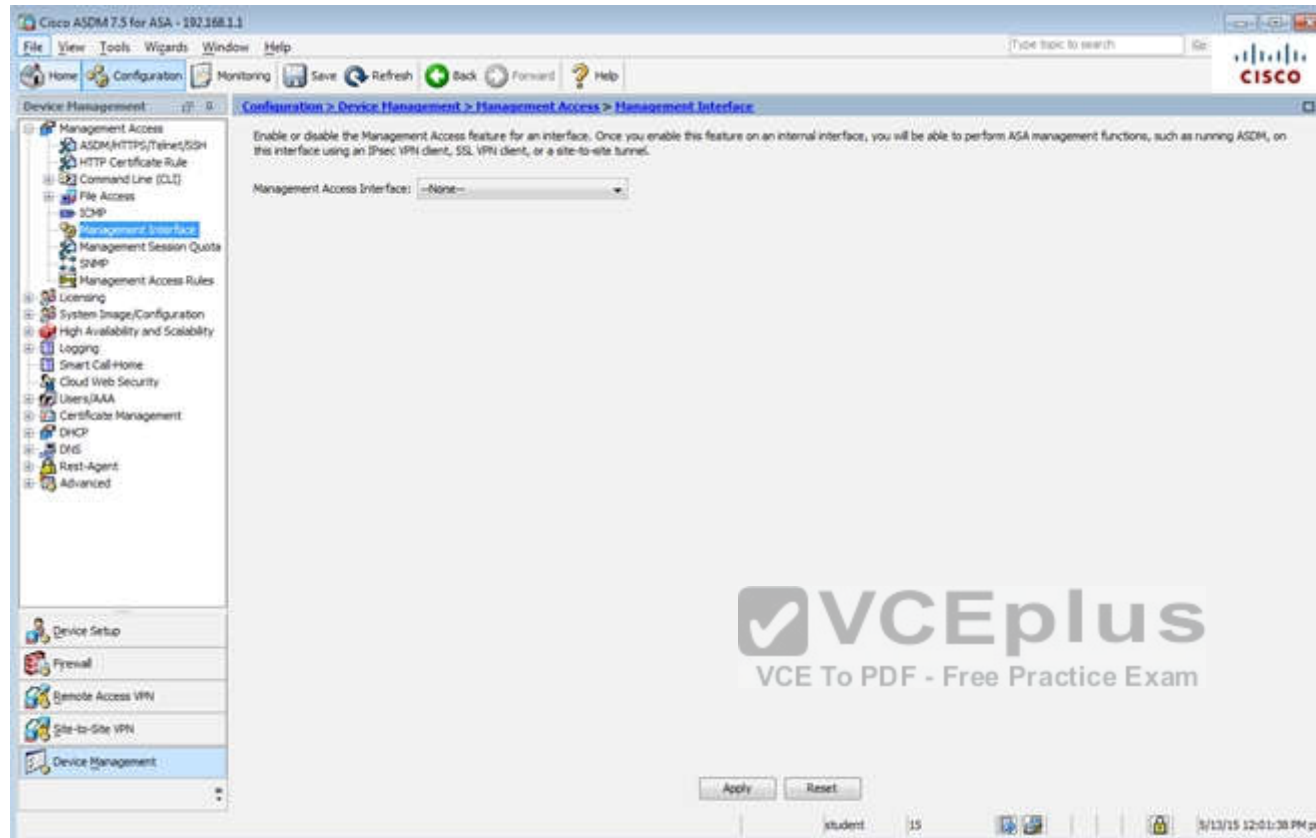 Cisco ASDM 7.5 for ASA - 192.168.1.1
File View Tools Wizards Window Help
Type topic to search
Go
CISCO
Home Configuration Monitoring Save Refresh Back Forward Help
Device Management
Configuration > Device Management > Management Access > Management Interface
Management Access
ASDM/HTTPS/Telnet/SSH
HTTP Certificate Rule
Command Line (CLI)
File Access
ICMP
Management Interface
Management Session Quota
SNMP
Management Access Rules
Licensing
System Image/Configuration
High Availability and Scalability
Logging
Smart Call-Home
Cloud Web Security
Users/AAA
Certificate Management
DHCP
DNS
Rest-Agent
Advanced
Enable or disable the Management Access feature for an interface. Once you enable this feature on an internal interface, you will be able to perform ASA management functions, such as running ASDM, on
this interface using an IPsec VPN client, SSL VPN client, or a site-to-site tunnel.
Management Access Interface: --None--
Device Setup
Firewall
Remote Access VPN
Site-to-Site VPN
Device Management
VCEplus
VCE To PDF - Free Practice Exam
Apply Reset
student 15 5/13/15 12:01:38 PM